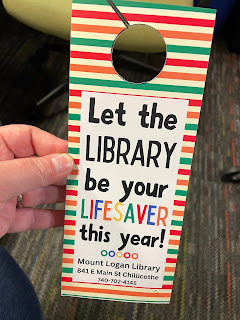 Let the
LIBRARY
be your
LIFESAVER
this year!
Mount Logan Library
841 E Main St Chillicothe
740-702-4145